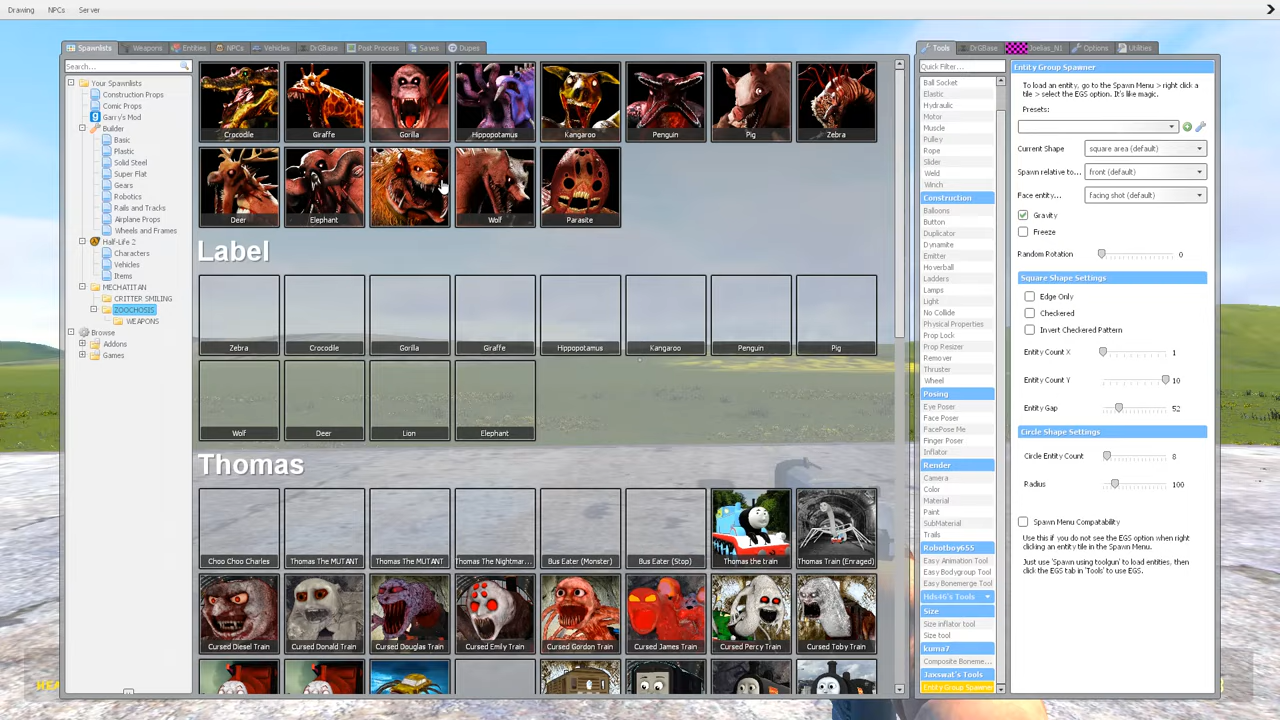 Drawing NPCs Server
Spawnlists Weapons Entities NPCs Vehicles DrGBase Post Process Saves Dupes
Search...
Your Spawnlists
Construction Props
Comic Props
Garry's Mod
Builder
Basic
Plastic
Solid Steel
Super Flat
Gears
Robotics
Rails and Tracks
Airplane Props
Wheels and Frames
Half-Life 2
Characters
Vehicles
Items
MECHATITAN
CRITTER SMILING
ZOOCHOSIS
WEAPONS
Browse
Addons
Games
Crocodile Giraffe Gorilla Hippopotamus Kangaroo Penguin Pig Zebra
Deer Elephant Wolf Parasite
Label
Zebra Crocodile Gorilla Giraffe Hippopotamus Kangaroo Penguin Pig
Wolf Deer Lion Elephant
Thomas
Choo Choo Charles Thomas The MUTANT Thomas The MUTANT Thomas The Nightmar... Bus Eater (Monster) Bus Eater (Stop) Thomas the train Thomas Train (Enraged)
Cursed Diesel Train Cursed Donald Train Cursed Douglas Train Cursed Emily Train Cursed Gordon Train Cursed James Train Cursed Percy Train Cursed Toby Train
Tools DrGBase Joelias_N1 Options Utilities
Quick Filter...
Ball Socket
Elastic
Hydraulic
Motor
Muscle
Pulley
Rope
Slider
Weld
Winch
Construction
Balloons
Button
Duplicator
Dynamite
Emitter
Hoverball
Ladders
Lamps
Light
No Collide
Physical Properties
Prop Lock
Prop Resizer
Remover
Thruster
Wheel
Posing
Eye Poser
Face Poser
FacePose Me
Finger Poser
Inflator
Render
Camera
Color
Material
Paint
SubMaterial
Trails
Robotboy655
Easy Animation Tool
Easy Bodygroup Tool
Easy Bonemerge Tool
Hds46's Tools
Size
Size inflator tool
Size tool
kuma7
Composite Boneme...
Jaxswat's Tools
Entity Group Spawner
Entity Group Spawner
To load an entity, go to the Spawn Menu > right click a
tile > select the EGS option. It's like magic.
Presets:
Current Shape square area (default)
Spawn relative to... front (default)
Face entity... facing shot (default)
Gravity
Freeze
Random Rotation 0
Square Shape Settings
Edge Only
Checkered
Invert Checkered Pattern
Entity Count X 1
Entity Count Y 10
Entity Gap 52
Circle Shape Settings
Circle Entity Count 8
Radius 100
Spawn Menu Compatability
Use this if you do not see the EGS option when right
clicking an entity tile in the Spawn Menu.
Just use 'Spawn using toolgun' to load entities, then
click the EGS tab in 'Tools' to use EGS.